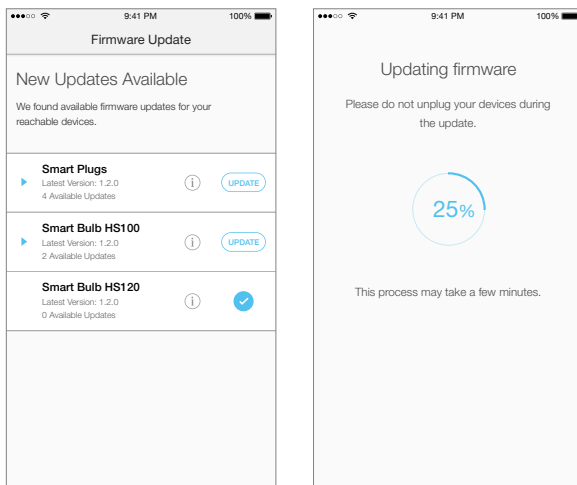 9:41 PM 100%
Firmware Update
New Updates Available
We found available firmware updates for your
reachable devices.
Smart Plugs
Latest Version: 1.2.0
4 Available Updates
i
UPDATE
Smart Bulb HS100
Latest Version: 1.2.0
2 Available Updates
i
UPDATE
Smart Bulb HS120
Latest Version: 1.2.0
0 Available Updates
i
9:41 PM 100%
Updating firmware
Please do not unplug your devices during
the update.
25%
This process may take a few minutes.